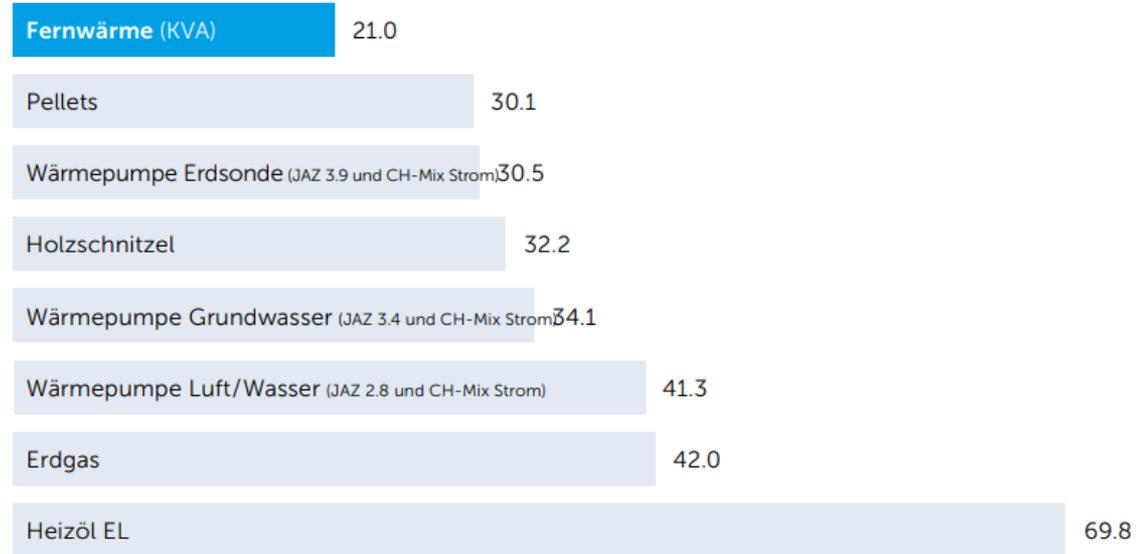 Fernwärme (KVA) 21.0
Pellets 30.1
Wärmepumpe Erdsonde (JAZ 3.9 und CH-Mix Strom) 30.5
Holzschnitzel 32.2
Wärmepumpe Grundwasser (JAZ 3.4 und CH-Mix Strom) 34.1
Wärmepumpe Luft/Wasser (JAZ 2.8 und CH-Mix Strom) 41.3
Erdgas 42.0
Heizöl EL 69.8